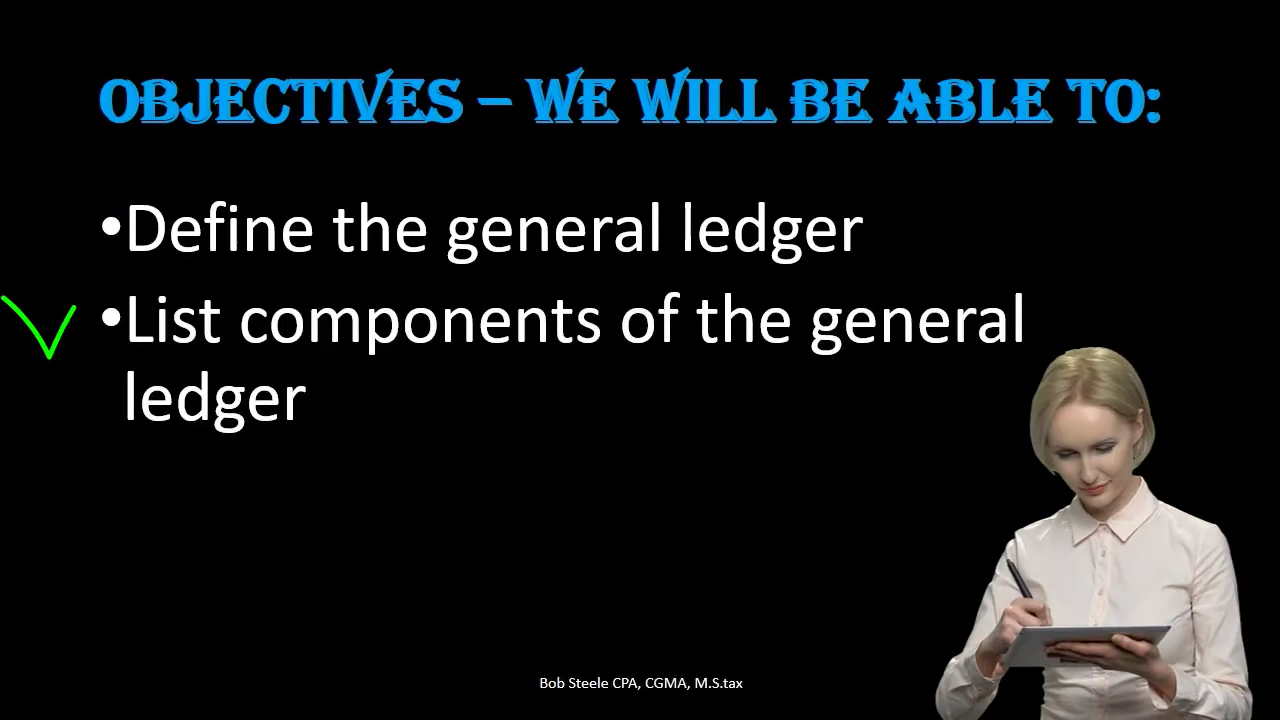 OBJECTIVES – WE WILL BE ABLE TO:
•Define the general ledger
•List components of the general
ledger
Bob Steele CPA, CGMA, M.S.tax